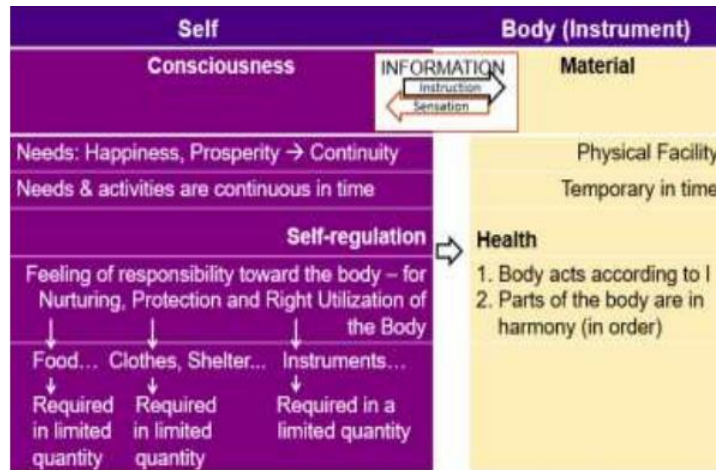 Self
Body (Instrument)
Consciousness
INFORMATION
Instruction
Sensation
Material
Needs: Happiness, Prosperity → Continuity
Physical Facility
Needs & activities are continuous in time
Temporary in time
Self-regulation
Health
Feeling of responsibility toward the body – for
Nurturing, Protection and Right Utilization of
the Body
1. Body acts according to I
2. Parts of the body are in
harmony (in order)
Food… Clothes, Shelter... Instruments…
Required
in limited
quantity
Required
in limited
quantity
Required in a
limited quantity